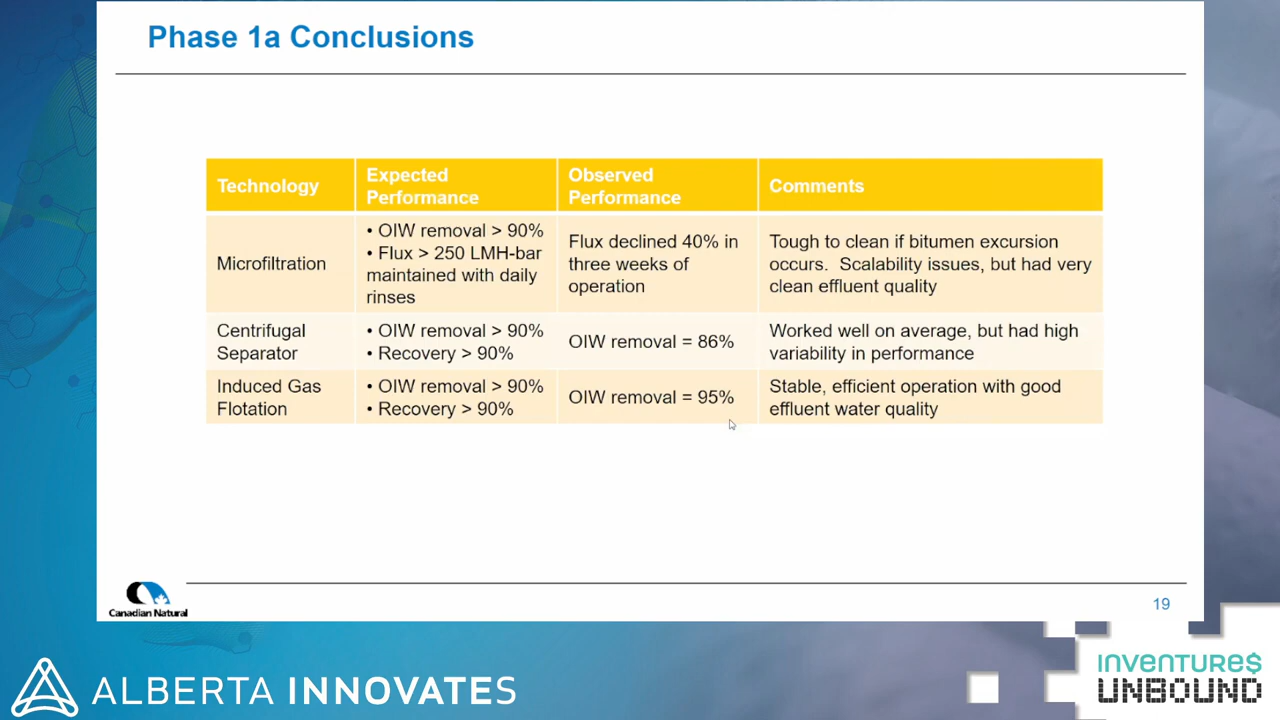 Phase 1a Conclusions
Technology
Expected
Performance
Observed
Performance
Comments
Microfiltration
• OIW removal > 90%
• Flux > 250 LMH-bar
maintained with daily
rinses
Flux declined 40% in
three weeks of
operation
Tough to clean if bitumen excursion
occurs. Scalability issues, but had very
clean effluent quality
Centrifugal
Separator
• OIW removal > 90%
• Recovery > 90%
OIW removal = 86%
Worked well on average, but had high
variability in performance
Induced Gas
Flotation
• OIW removal > 90%
• Recovery > 90%
OIW removal = 95%
Stable, efficient operation with good
effluent water quality
Canadian Natural
19
ALBERTA INNOVATES
INVENTURE$
UNBOUND